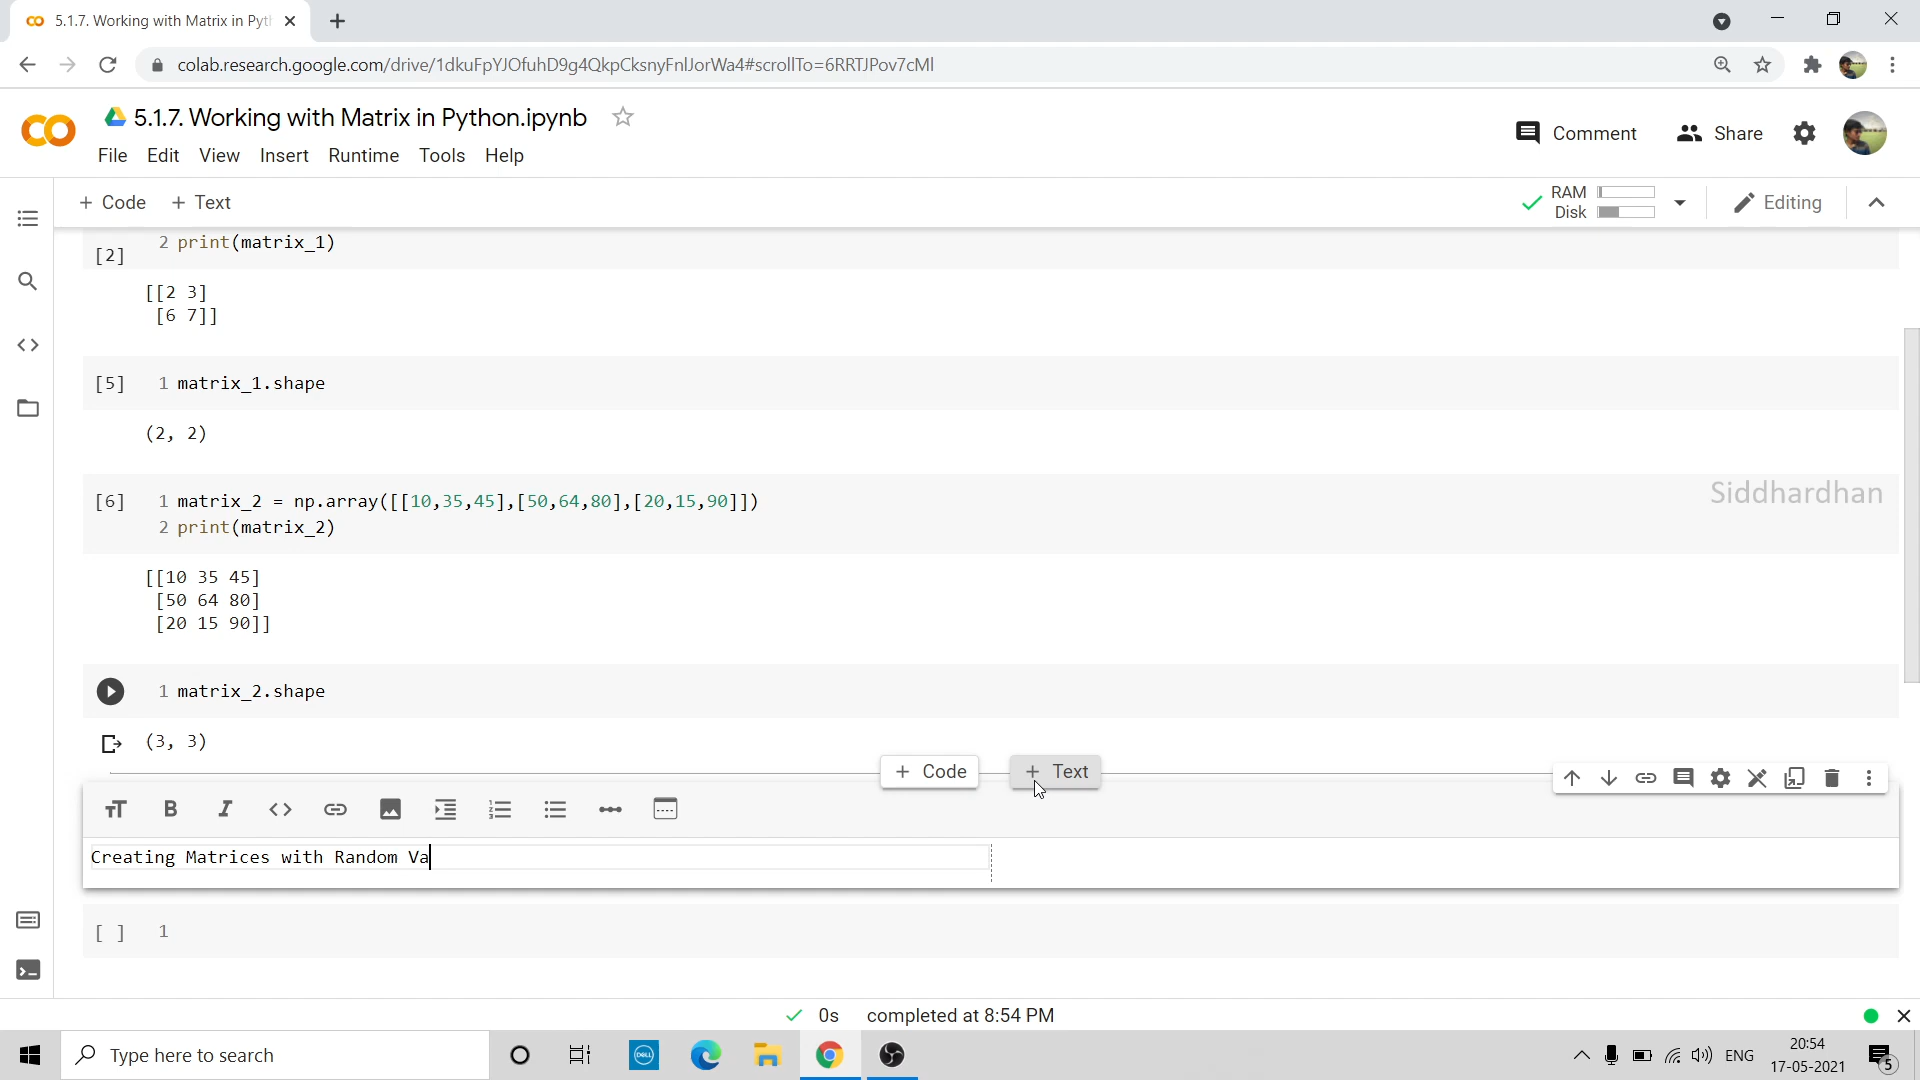 5.1.7. Working with Matrix in Pyth
colab.research.google.com/drive/1dkuFpYJOfuhD9g4QkpCksnyFnlJorWa4#scrollTo=6RRTJPov7cMl
5.1.7. Working with Matrix in Python.ipynb
Comment
Share
File Edit View Insert Runtime Tools Help
+ Code + Text
RAM
Disk
Editing
[2] 2 print(matrix_1)
[[2 3]
[6 7]]
[5] 1 matrix_1.shape
(2, 2)
[6] 1 matrix_2 = np.array([[10,35,45],[50,64,80],[20,15,90]])
Siddhardhan
2 print(matrix_2)
[[10 35 45]
[50 64 80]
[20 15 90]]
1 matrix_2.shape
(3, 3)
+ Code + Text
Creating Matrices with Random Va
[ ] 1
0s completed at 8:54 PM
Type here to search
DELL
ENG
20:54
17-05-2021
5